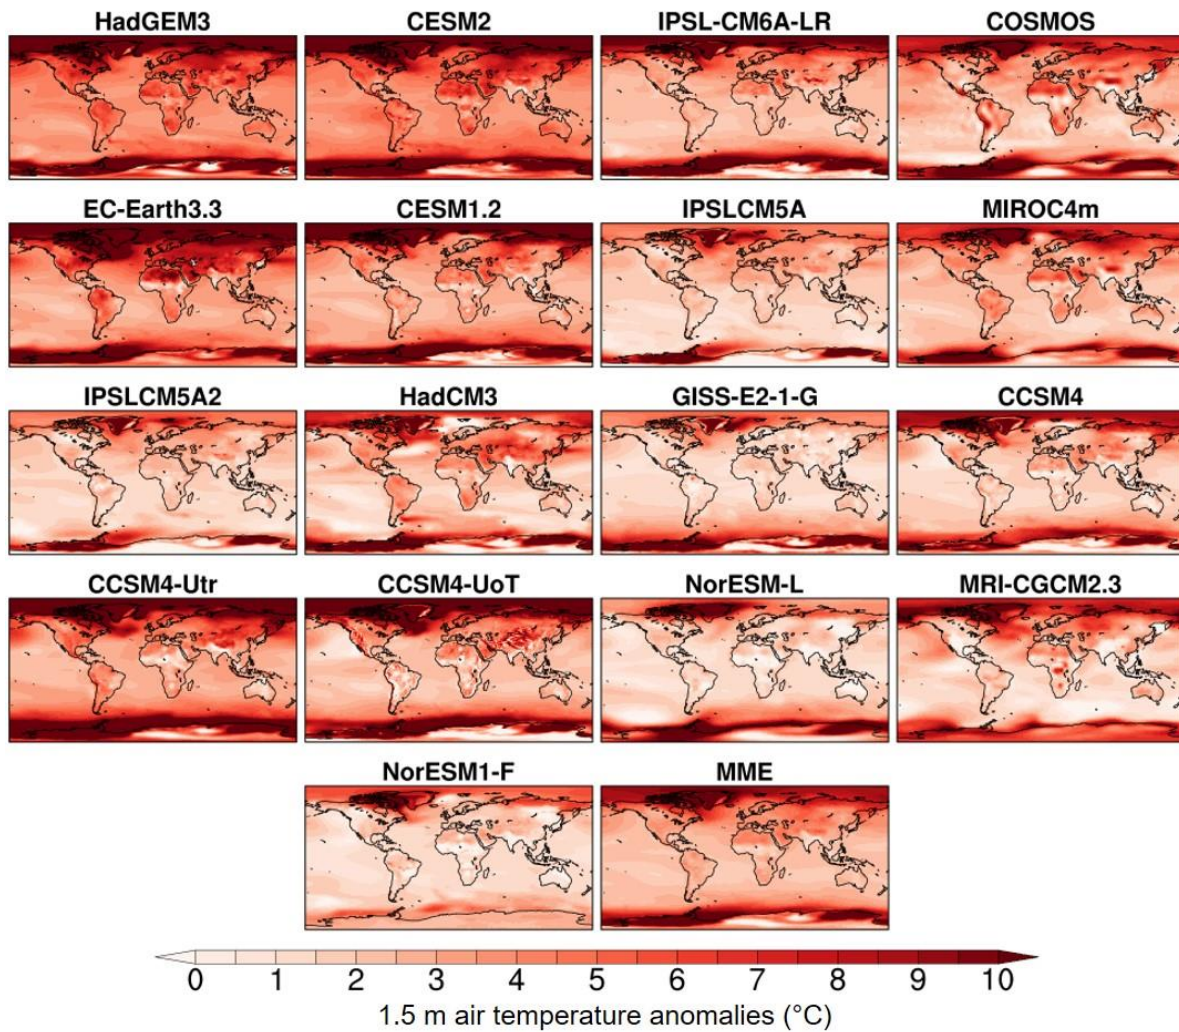 HadGEM3 CESM2 IPSL-CM6A-LR COSMOS
EC-Earth3.3 CESM1.2 IPSLCM5A MIROC4m
IPSLCM5A2 HadCM3 GISS-E2-1-G CCSM4
CCSM4-Utr CCSM4-UoT NorESM-L MRI-CGCM2.3
NorESM1-F MME
0 1 2 3 4 5 6 7 8 9 10
1.5 m air temperature anomalies (°C)